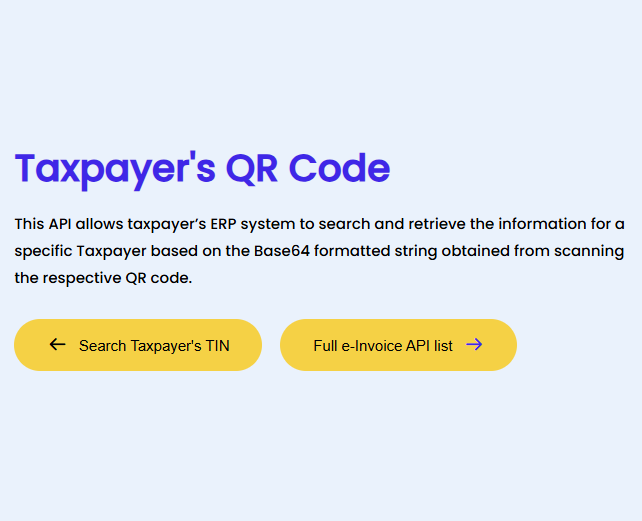 Taxpayer's QR Code
This API allows taxpayer’s ERP system to search and retrieve the information for a
specific Taxpayer based on the Base64 formatted string obtained from scanning
the respective QR code.
← Search Taxpayer's TIN
Full e-Invoice API list →